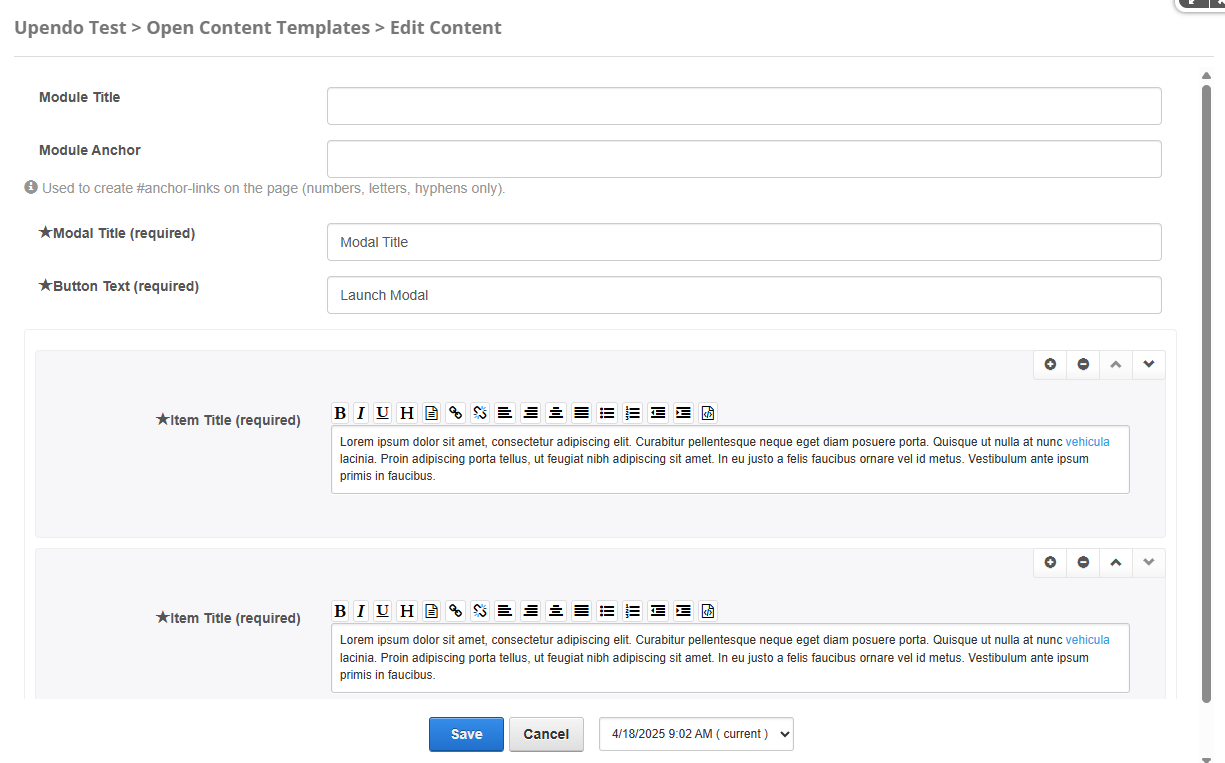 Upendo Test > Open Content Templates > Edit Content
Module Title
Module Anchor
Used to create #anchor-links on the page (numbers, letters, hyphens only).
★Modal Title (required)
Modal Title
★Button Text (required)
Launch Modal
★Item Title (required)
B I U H
Lorem ipsum dolor sit amet, consectetur adipiscing elit. Curabitur pellentesque neque eget diam posuere porta. Quisque ut nulla at nunc vehicula
lacinia. Proin adipiscing porta tellus, ut feugiat nibh adipiscing sit amet. In eu justo a felis faucibus ornare vel id metus. Vestibulum ante ipsum
primis in faucibus.
★Item Title (required)
B I U H
Lorem ipsum dolor sit amet, consectetur adipiscing elit. Curabitur pellentesque neque eget diam posuere porta. Quisque ut nulla at nunc vehicula
lacinia. Proin adipiscing porta tellus, ut feugiat nibh adipiscing sit amet. In eu justo a felis faucibus ornare vel id metus. Vestibulum ante ipsum
primis in faucibus.
Save
Cancel
4/18/2025 9:02 AM ( current )